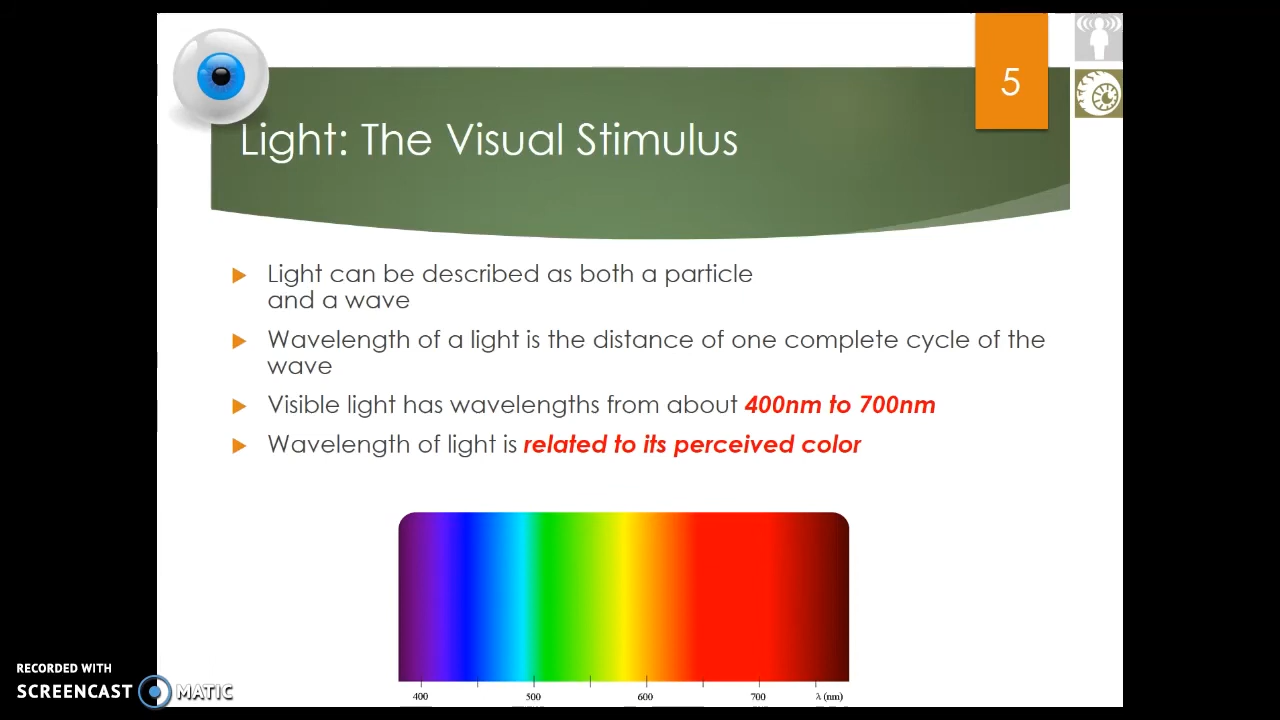 5
Light: The Visual Stimulus
Light can be described as both a particle
and a wave
Wavelength of a light is the distance of one complete cycle of the
wave
Visible light has wavelengths from about 400nm to 700nm
Wavelength of light is related to its perceived color
400 500 600 700 λ (nm)
RECORDED WITH
SCREENCAST MATIC